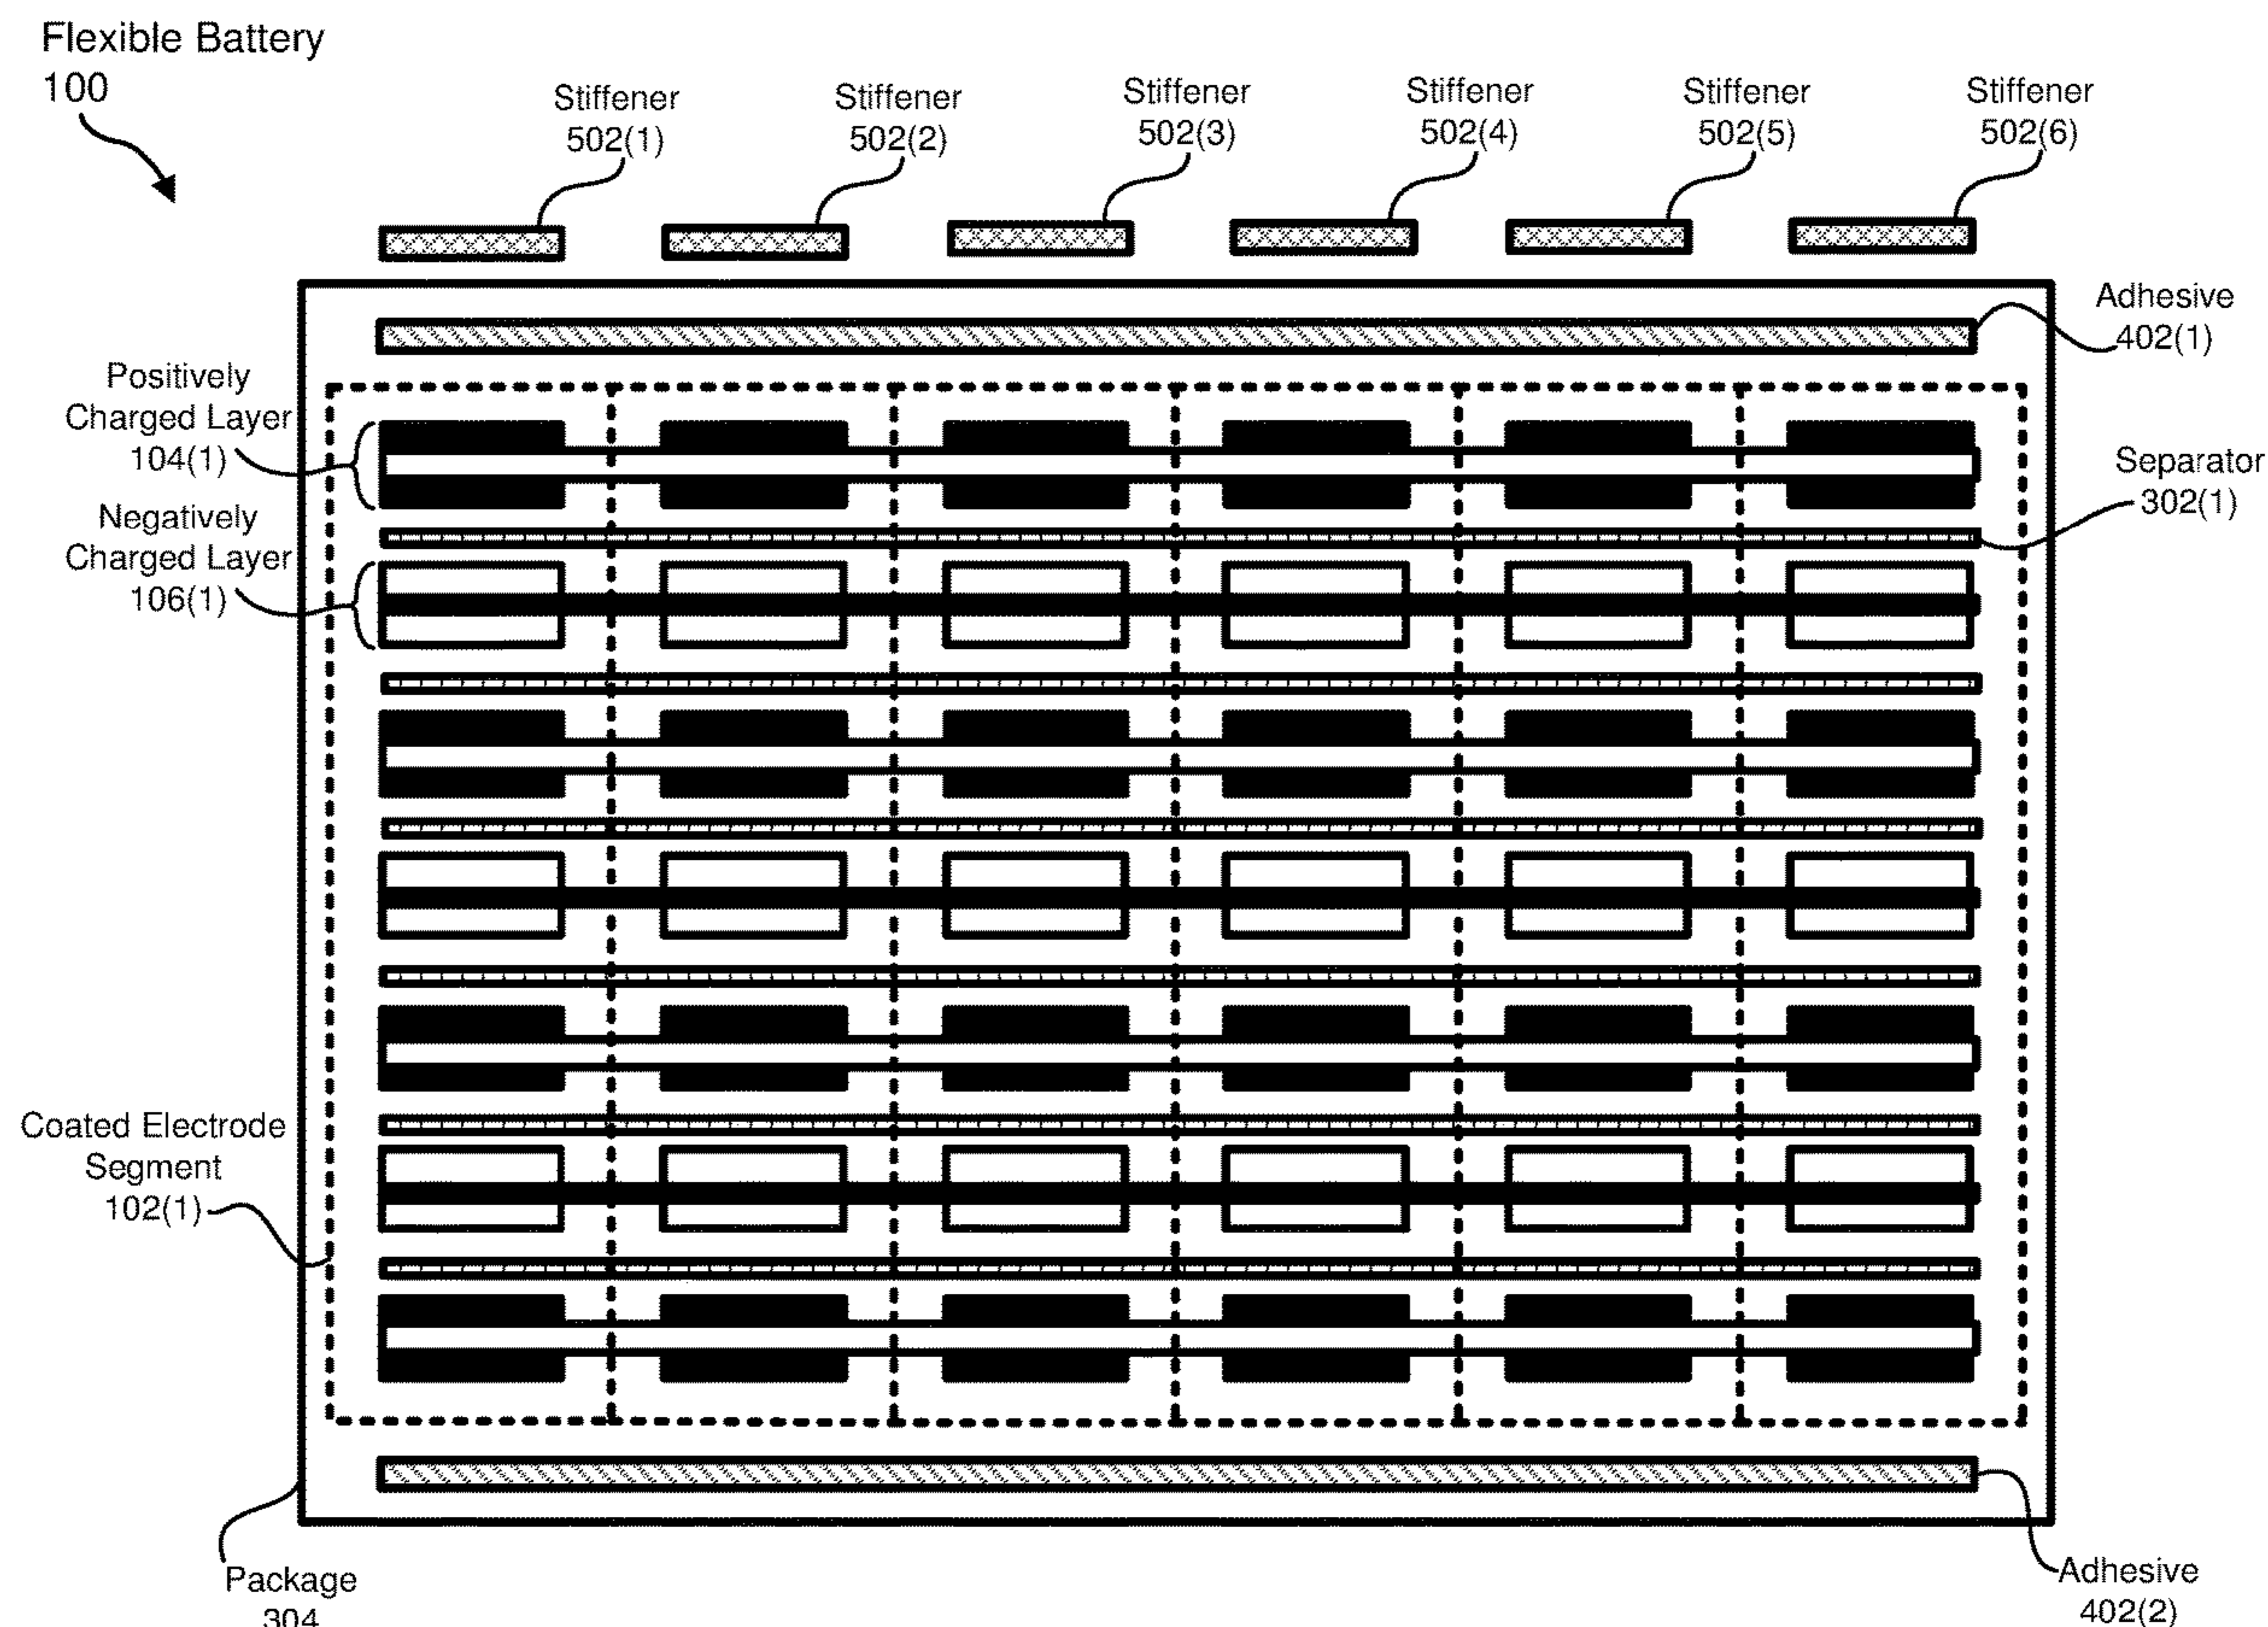 Flexible Battery
100
Stiffener
502(1)
Stiffener
502(2)
Stiffener
502(3)
Stiffener
502(4)
Stiffener
502(5)
Stiffener
502(6)
Adhesive
402(1)
Positively
Charged Layer
104(1)
Separator
302(1)
Negatively
Charged Layer
106(1)
Coated Electrode
Segment
102(1)
Package
304
Adhesive
402(2)